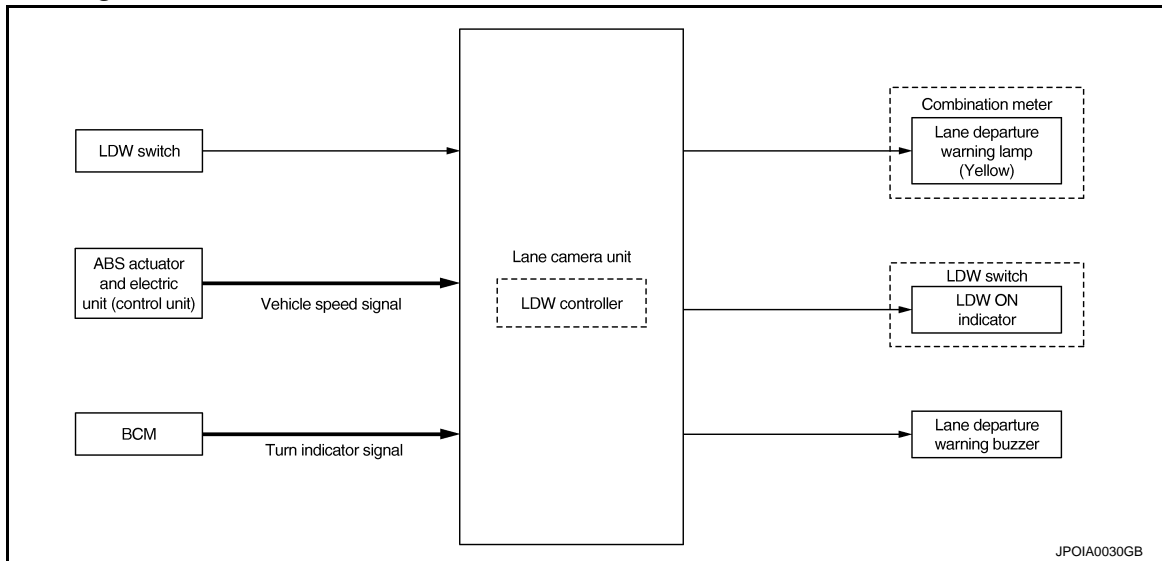 LDW switch
ABS actuator
and electric
unit (control unit)
Vehicle speed signal
BCM
Turn indicator signal
Lane camera unit
LDW controller
Combination meter
Lane departure
warning lamp
(Yellow)
LDW switch
LDW ON
indicator
Lane departure
warning buzzer
JPOIA0030GB